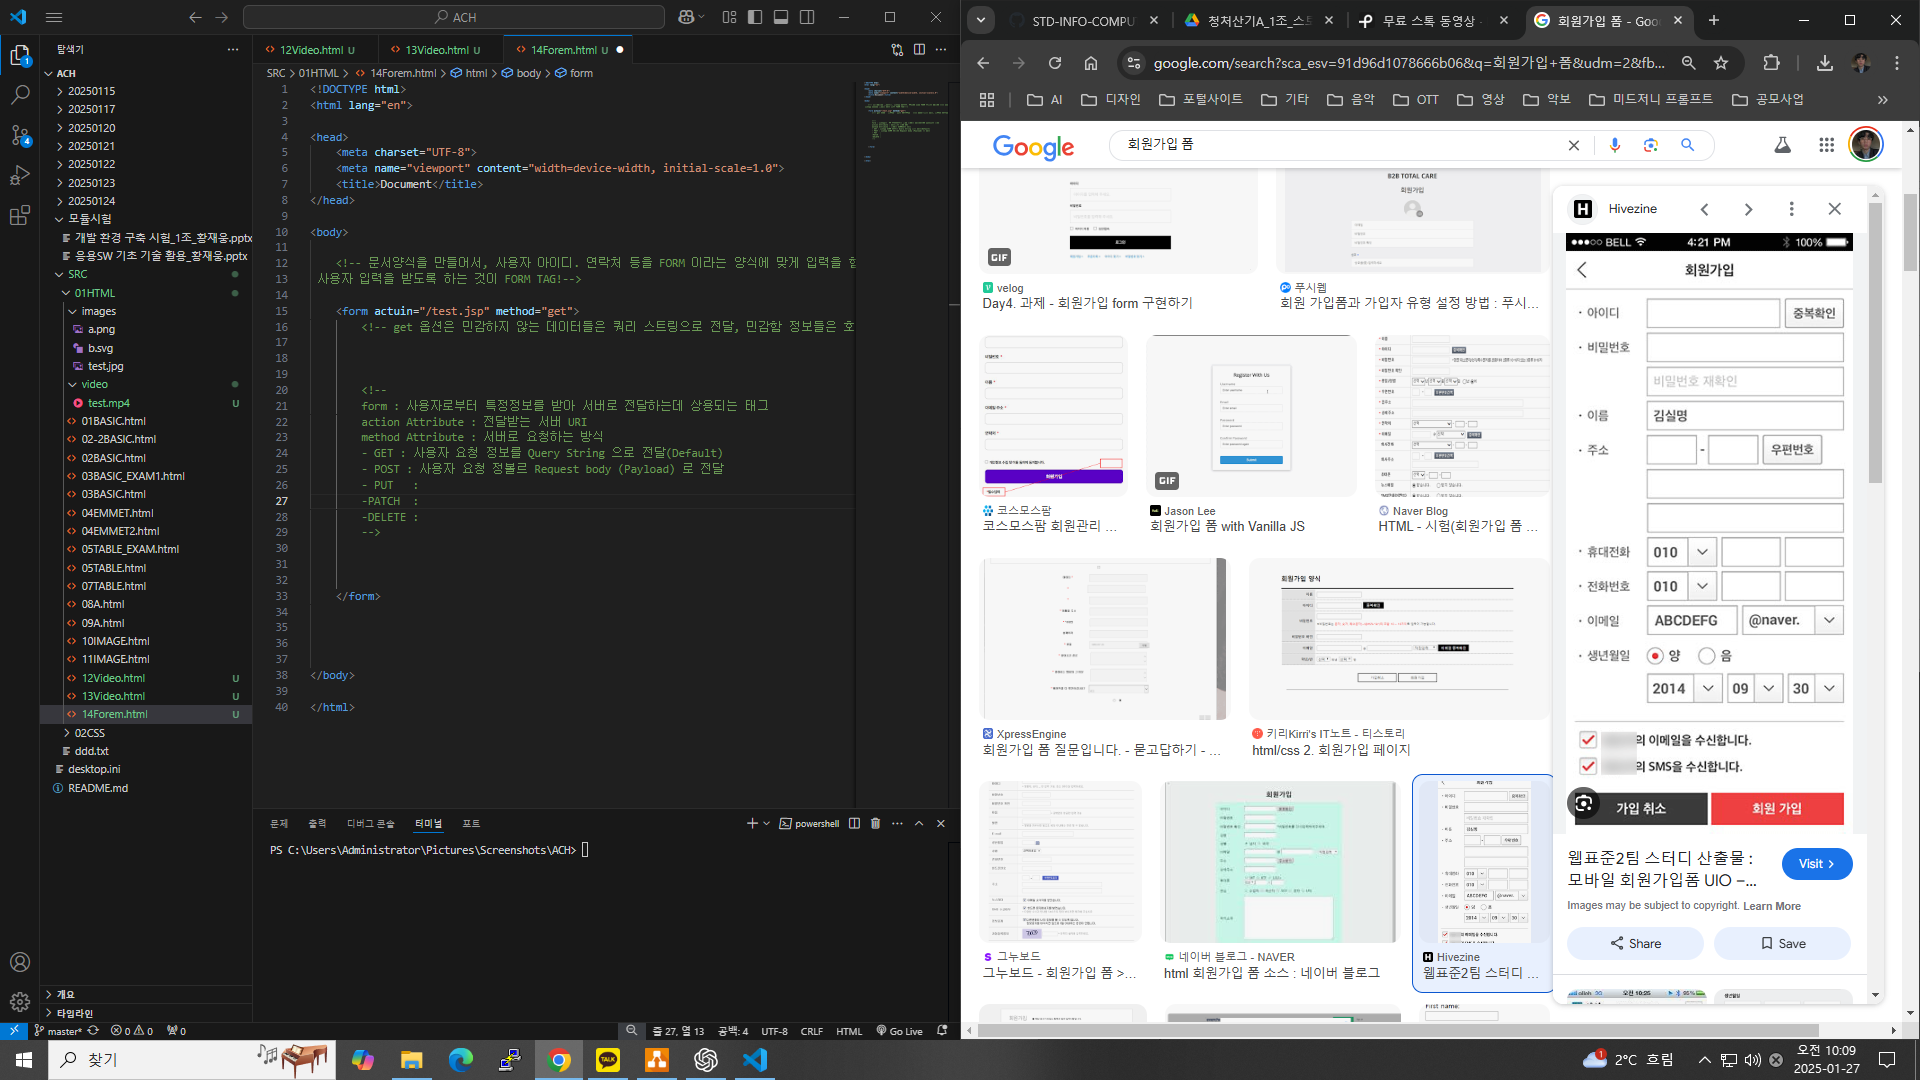 ACH
탐색기
ACH
20250115
20250117
20250120
20250121
20250122
20250123
20250124
모듈시험
개발 환경 구축 시험_1조_황재웅.pptx
응용SW 기초 기술 활용_황재웅.pptx
SRC
01HTML
images
a.png
b.svg
test.jpg
video
test.mp4 U
01BASIC.html
02-2BASIC.html
02BASIC.html
03BASIC_EXAM1.html
03BASIC.html
04EMMET.html
04EMMET2.html
05TABLE_EXAM.html
05TABLE.html
07TABLE.html
08A.html
09A.html
10IMAGE.html
11IMAGE.html
12Video.html U
13Video.html U
14Forem.html U
02CSS
ddd.txt
desktop.ini
README.md
개요
타임라인
12Video.html U
13Video.html U
14Forem.html U
SRC > 01HTML > 14Forem.html > html > body > form
1 <!DOCTYPE html>
2 <html lang="en">
3
4 <head>
5 <meta charset="UTF-8">
6 <meta name="viewport" content="width=device-width, initial-scale=1.0">
7 <title>Document</title>
8 </head>
9
10 <body>
11
12 <!-- 문서양식을 만들어서, 사용자 아이디. 연락처 등을 FORM 이라는 양식에 맞게 입력을 
13 사용자 입력을 받도록 하는 것이 FORM TAG!-->
14
15 <form actuin="/test.jsp" method="get">
16 <!-- get 옵션은 민감하지 않는 데이터들은 쿼리 스트링으로 전달, 민감함 정보들은 호
17
18
19
20 <!--
21 form : 사용자로부터 특정정보를 받아 서버로 전달하는데 상용되는 태그
22 action Attribute : 전달받는 서버 URI
23 method Attribute : 서버로 요청하는 방식
24 - GET : 사용자 요청 정보를 Query String 으로 전달(Default)
25 - POST : 사용자 요청 정볼르 Request body (Payload) 로 전달
26 - PUT :
27 -PATCH :
28 -DELETE :
29 -->
30
31
32
33 </form>
34
35
36
37
38 </body>
39
40 </html>
문제 출력 디버그 콘솔 터미널 포트
powershell
PS C:\Users\Administrator\Pictures\Screenshots\ACH>
master* 0 0 0 줄 27, 열 13 공백: 4 UTF-8 CRLF HTML Go Live
STD-INFO-COMPU
청처산기A_1조_스
무료 스톡 동영상 -
회원가입 폼 - Goo
google.com/search?sca_esv=91d96d1078666b06&q=회원가입+폼&udm=2&fb...
AI 디자인 포털사이트 기타 음악 OTT 영상 악보 미드저니 프롬프트 공모사업
Google
회원가입 폼
GIF
velog
Day4. 과제 - 회원가입 form 구현하기
B2B TOTAL CARE
회원가입
푸시웹
회원 가입폼과 가입자 유형 설정 방법 : 푸시...
회원가입
코스모스팜
코스모스팜 회원관리 ...
Register With Us
GIF
Jason Lee
회원가입 폼 with Vanilla JS
Naver Blog
HTML - 시험(회원가입 폼 ...
XpressEngine
회원가입 폼 질문입니다. - 묻고답하기 - ...
회원가입 양식
키리Kirri's IT노트 - 티스토리
html/css 2. 회원가입 페이지
그누보드
그누보드 - 회원가입 폼 >...
회원가입
네이버 블로그 - NAVER
html 회원가입 폼 소스 : 네이버 블로그
Hivezine
웹표준2팀 스터디 ...
First name:
Hivezine
BELL 4:21 PM 100%
회원가입
아이디 중복확인
비밀번호
비밀번호 재확인
이름 김실명
주소 - 우편번호
휴대전화 010
전화번호 010
이메일 ABCDEFG @naver.
생년월일 양 음
2014 09 30
의 이메일을 수신합니다.
의 SMS을 수신합니다.
가입 취소 회원 가입
웹표준2팀 스터디 산출물 :
모바일 회원가입폼 UIO –...
Visit
Images may be subject to copyright. Learn More
Share Save
오전 10:25 95%
찾기
TALK
1
2°C 흐림
오전 10:09
2025-01-27